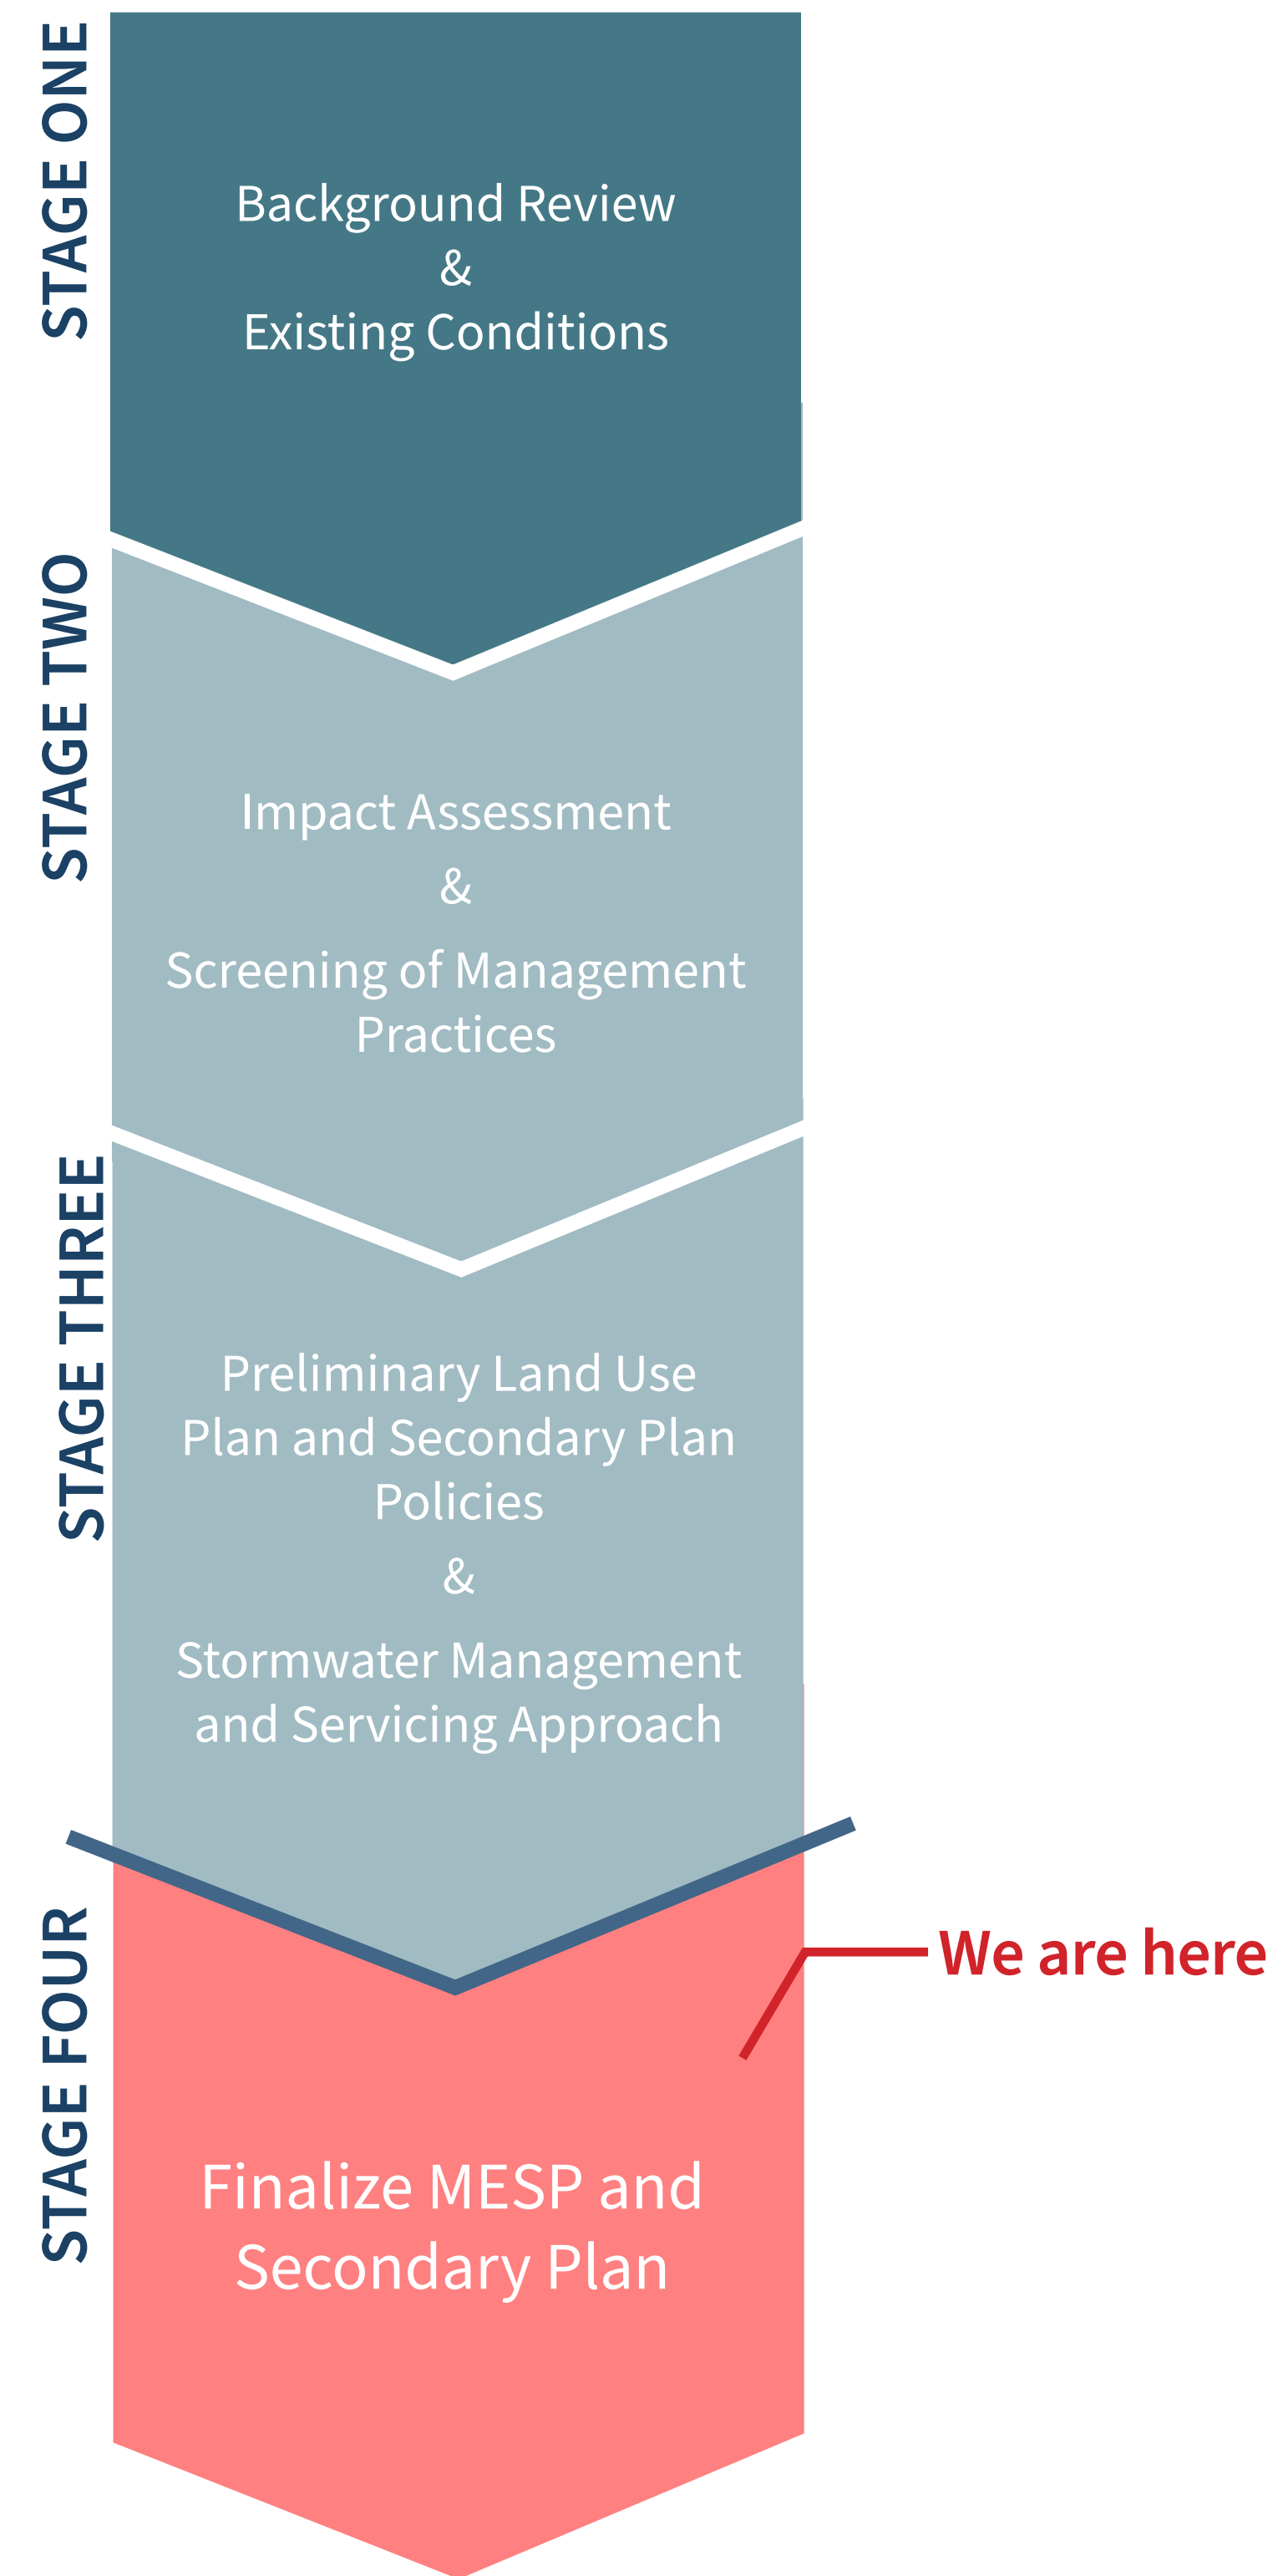 STAGE ONE
Background Review
&
Existing Conditions
STAGE TWO
Impact Assessment
&
Screening of Management
Practices
STAGE THREE
Preliminary Land Use
Plan and Secondary Plan
Policies
&
Stormwater Management
and Servicing Approach
STAGE FOUR
We are here
Finalize MESP and
Secondary Plan